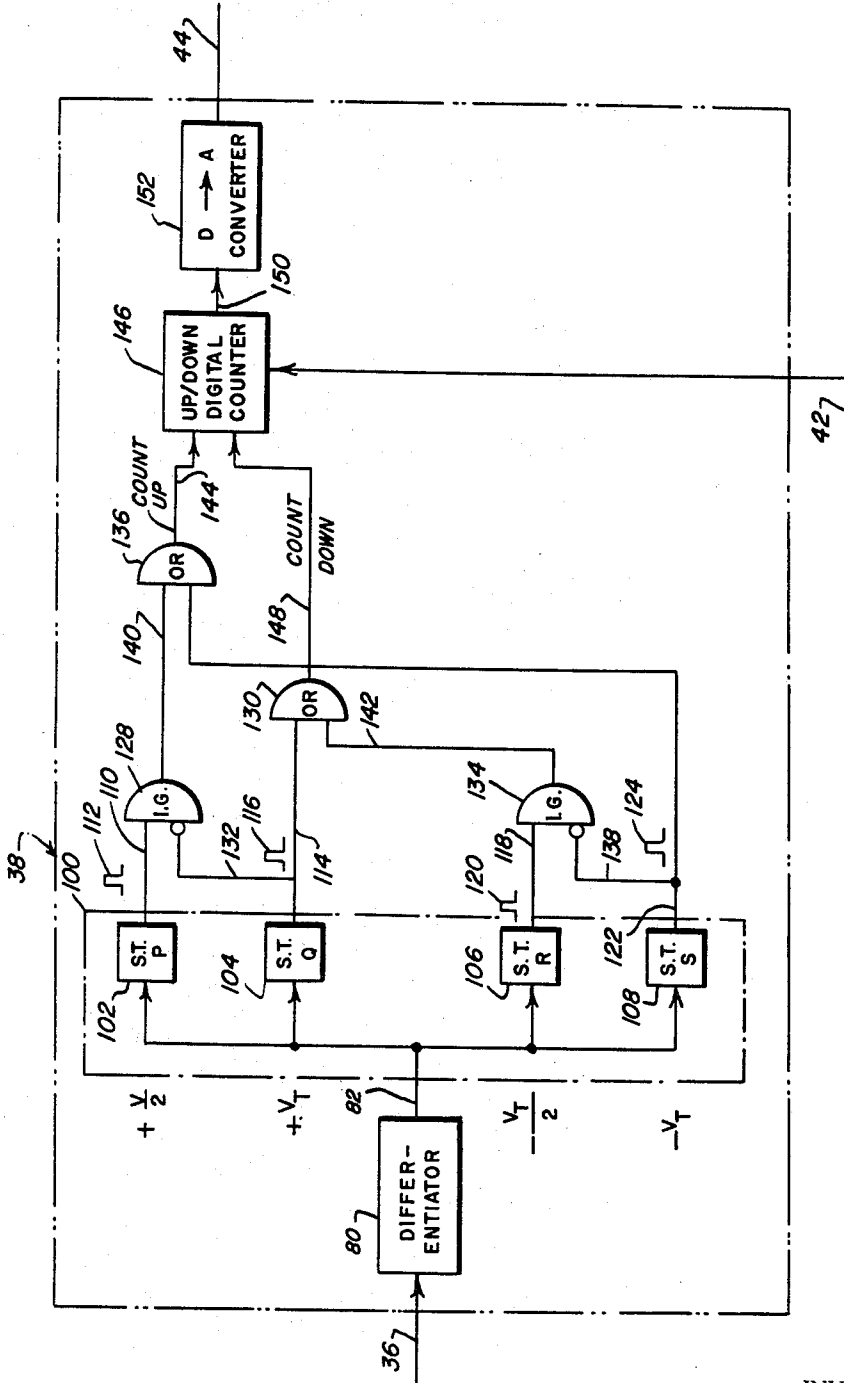 38
44
100
112
110
128
140
136
COUNT
UP
144
146
UP/DOWN
DIGITAL
COUNTER
150
152
D → A
CONVERTER
+ V/2
102
S.T.
P
I.G.
OR
+V_T
104
S.T.
Q
132
116
114
130
OR
148
COUNT
DOWN
142
36
80
DIFFER-
ENTIATOR
82
-V_T/2
106
S.T.
R
120
118
134
I.G.
-V_T
108
S.T.
S
122
138
124
42